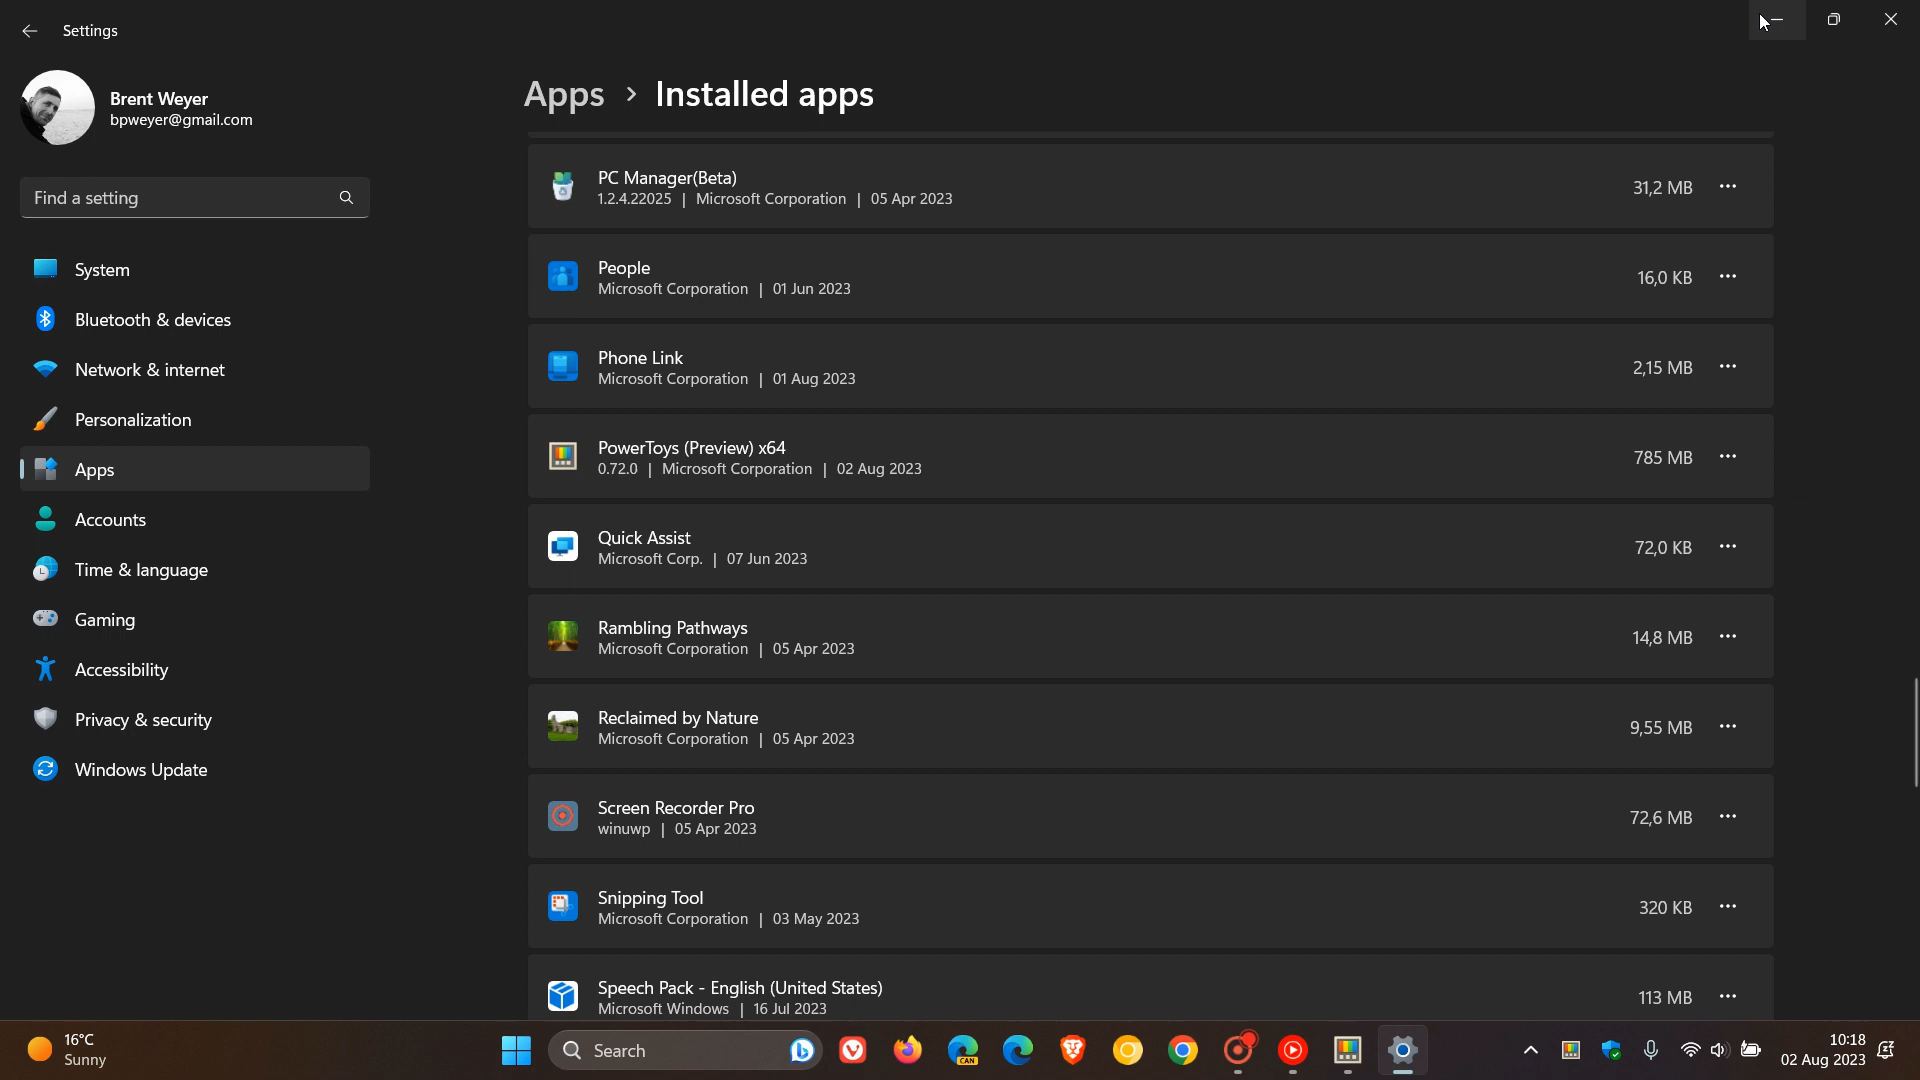 Settings
Brent Weyer
bpweyer@gmail.com
Find a setting
System
Bluetooth & devices
Network & internet
Personalization
Apps
Accounts
Time & language
Gaming
Accessibility
Privacy & security
Windows Update
Apps > Installed apps
PC Manager(Beta)
1.2.4.22025 | Microsoft Corporation | 05 Apr 2023
31,2 MB
People
Microsoft Corporation | 01 Jun 2023
16,0 KB
Phone Link
Microsoft Corporation | 01 Aug 2023
2,15 MB
PowerToys (Preview) x64
0.72.0 | Microsoft Corporation | 02 Aug 2023
785 MB
Quick Assist
Microsoft Corp. | 07 Jun 2023
72,0 KB
Rambling Pathways
Microsoft Corporation | 05 Apr 2023
14,8 MB
Reclaimed by Nature
Microsoft Corporation | 05 Apr 2023
9,55 MB
Screen Recorder Pro
winuwp | 05 Apr 2023
72,6 MB
Snipping Tool
Microsoft Corporation | 03 May 2023
320 KB
Speech Pack - English (United States)
Microsoft Windows | 16 Jul 2023
113 MB
16°C
Sunny
Search
CAN
10:18
02 Aug 2023